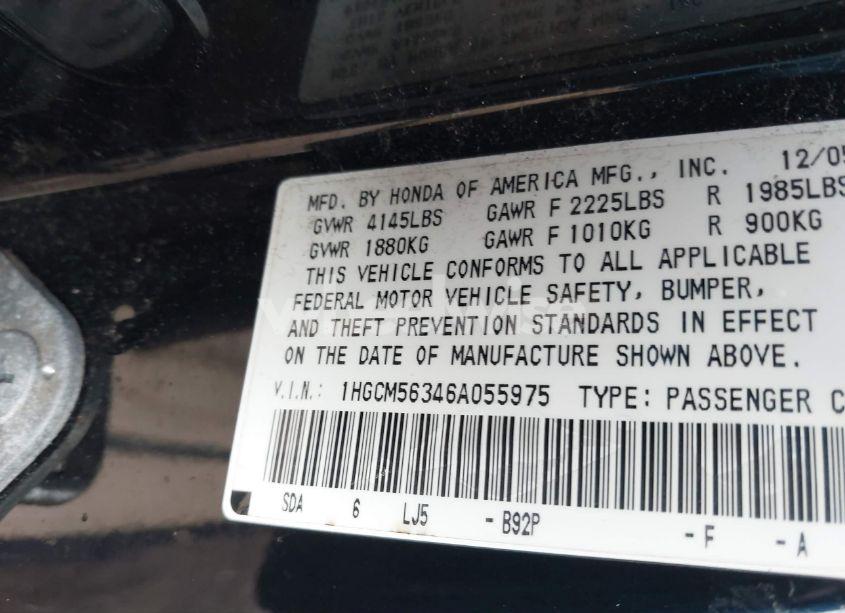 MFD. BY HONDA OF AMERICA MFG., INC. 12/05
GVWR 4145LBS GAWR F 2225LBS R 1985LBS
GVWR 1880KG GAWR F 1010KG R 900KG
THIS VEHICLE CONFORMS TO ALL APPLICABLE
FEDERAL MOTOR VEHICLE SAFETY, BUMPER,
AND THEFT PREVENTION STANDARDS IN EFFECT
ON THE DATE OF MANUFACTURE SHOWN ABOVE.
V.I.N.: 1HGCM56346A055975 TYPE: PASSENGER C
SDA 6 LJ5 -B92P -F -A